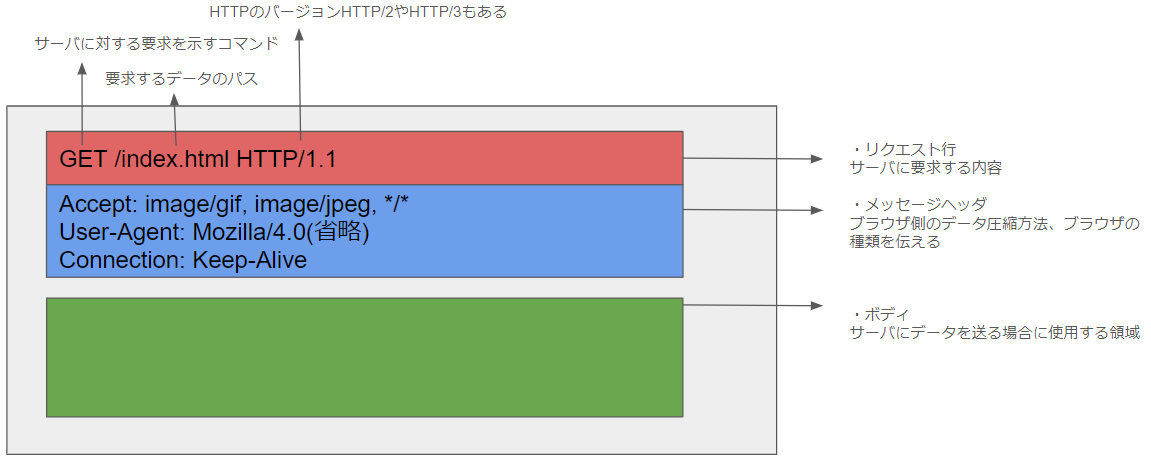 HTTPのバージョンHTTP/2やHTTP/3もある
サーバに対する要求を示すコマンド
要求するデータのパス
GET /index.html HTTP/1.1
・リクエスト行
サーバに要求する内容
Accept: image/gif, image/jpeg, */*
User-Agent: Mozilla/4.0(省略)
Connection: Keep-Alive
・メッセージヘッダ
ブラウザ側のデータ圧縮方法、ブラウザの
種類を伝える
・ボディ
サーバにデータを送る場合に使用する領域